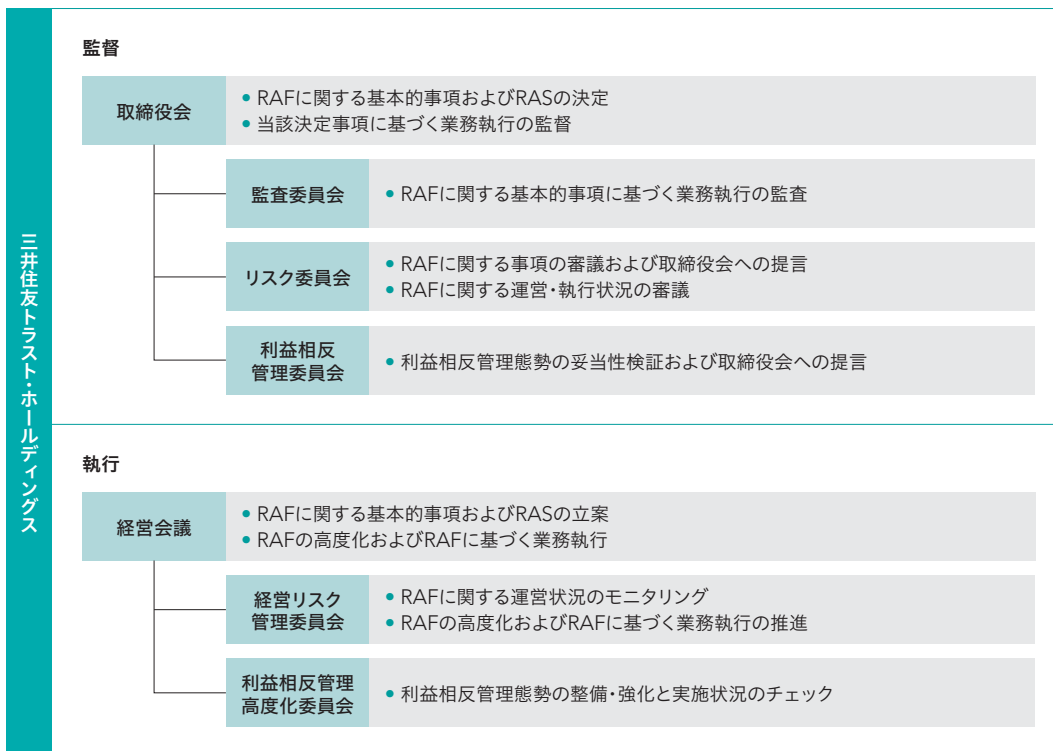 三井住友トラスト・ホールディングス
監督
取締役会
• RAFに関する基本的事項およびRASの決定
• 当該決定事項に基づく業務執行の監督
監査委員会
• RAFに関する基本的事項に基づく業務執行の監査
リスク委員会
• RAFに関する事項の審議および取締役会への提言
• RAFに関する運営・執行状況の審議
利益相反
管理委員会
• 利益相反管理態勢の妥当性検証および取締役会への提言
執行
経営会議
• RAFに関する基本的事項およびRASの立案
• RAFの高度化およびRAFに基づく業務執行
経営リスク
管理委員会
• RAFに関する運営状況のモニタリング
• RAFの高度化およびRAFに基づく業務執行の推進
利益相反管理
高度化委員会
• 利益相反管理態勢の整備・強化と実施状況のチェック